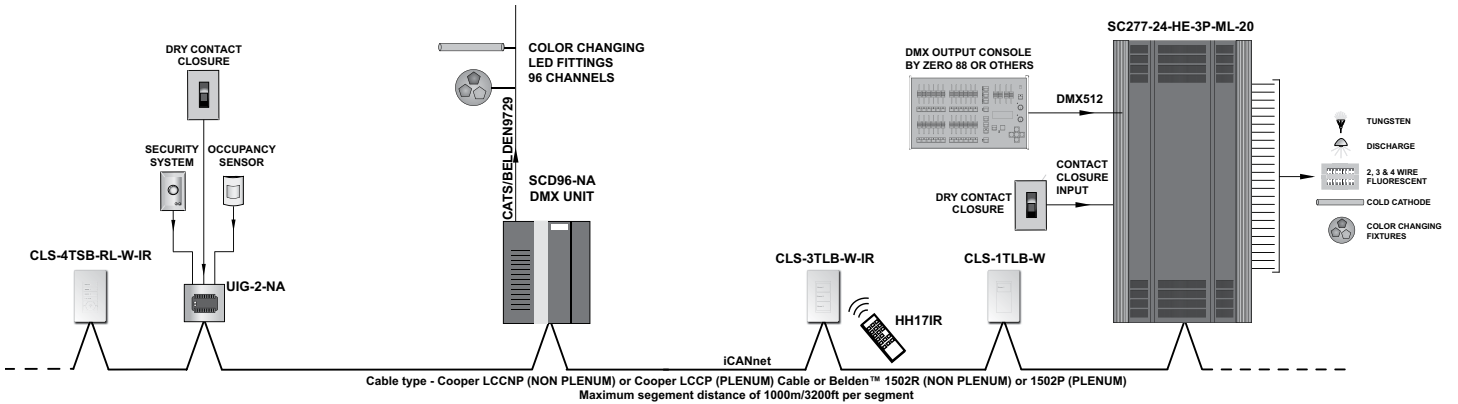 SC277-24-HE-3P-ML-20
DRY CONTACT
CLOSURE
COLOR CHANGING
LED FITTINGS
96 CHANNELS
DMX OUTPUT CONSOLE
BY ZERO 88 OR OTHERS
DMX512
TUNGSTEN
DISCHARGE
2, 3 & 4 WIRE
FLUORESCENT
COLD CATHODE
COLOR CHANGING
FIXTURES
SECURITY
SYSTEM
OCCUPANCY
SENSOR
CAT5/BELDEN9729
SCD96-NA
DMX UNIT
CONTACT
CLOSURE
INPUT
DRY CONTACT
CLOSURE
CLS-4TSB-RL-W-IR
UIG-2-NA
CLS-3TLB-W-IR
CLS-1TLB-W
HH17IR
iCANnet
Cable type - Cooper LCCNP (NON PLENUM) or Cooper LCCP (PLENUM) Cable or Belden™ 1502R (NON PLENUM) or 1502P (PLENUM)
Maximum segement distance of 1000m/3200ft per segment